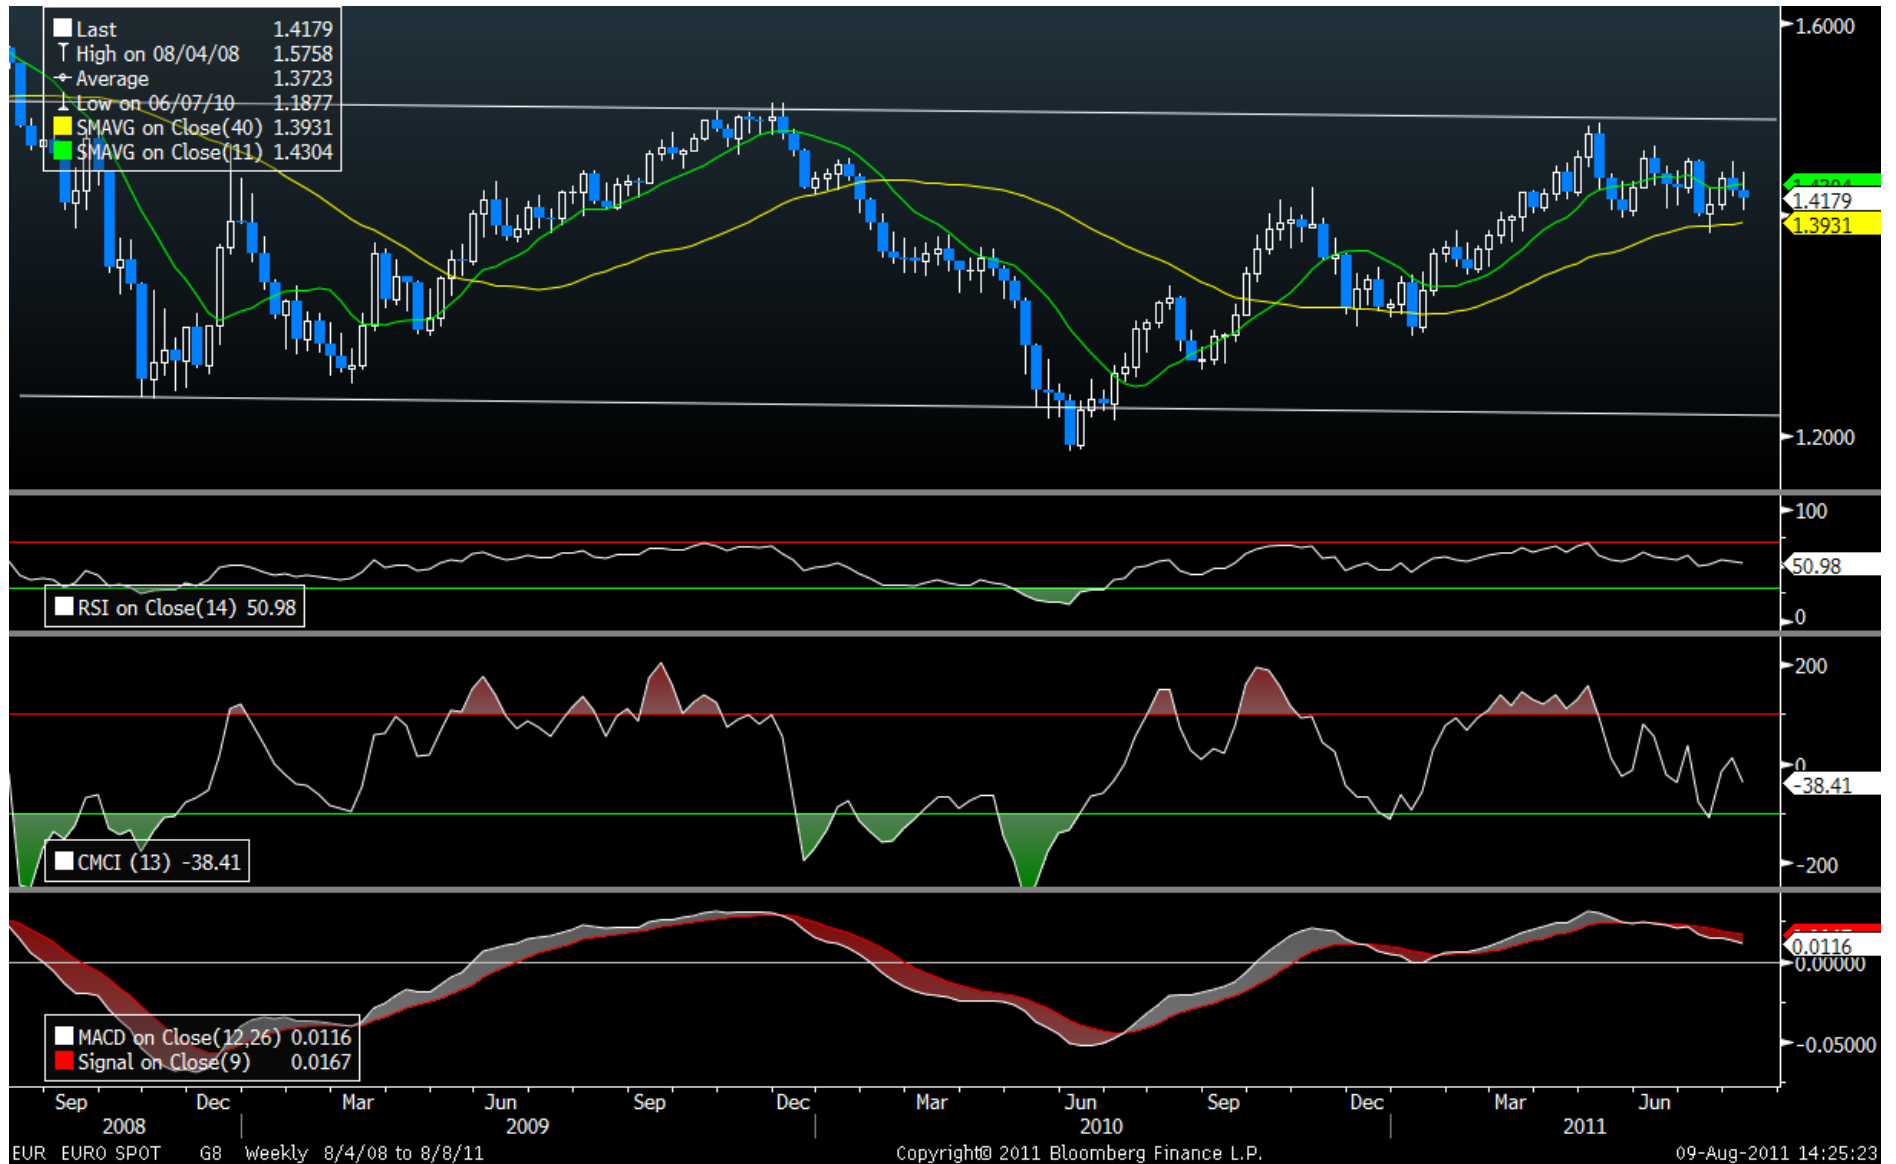 Last 1.4179
High on 08/04/08 1.5758
Average 1.3723
Low on 06/07/10 1.1877
SMAVG on Close(40) 1.3931
SMAVG on Close(11) 1.4304
1.6000
1.4304
1.4179
1.3931
1.2000
100
50.98
0
RSI on Close(14) 50.98
200
0
-38.41
-200
CMCI (13) -38.41
0.0116
0.00000
-0.05000
MACD on Close(12,26) 0.0116
Signal on Close(9) 0.0167
Sep Dec Mar Jun Sep Dec Mar Jun Sep Dec Mar Jun
2008 2009 2010 2011
EUR EURO SPOT G8 Weekly 8/4/08 to 8/8/11 Copyright© 2011 Bloomberg Finance L.P. 09-Aug-2011 14:25:23